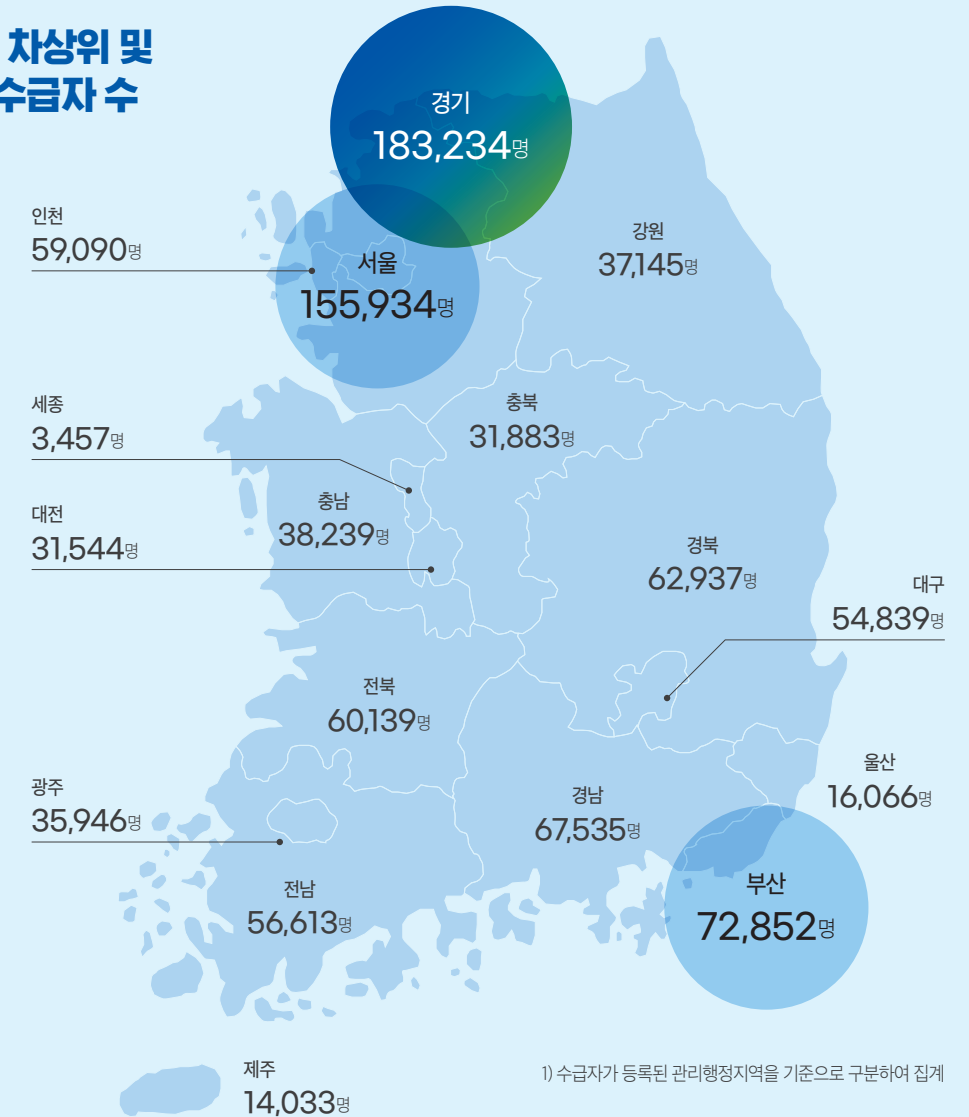 차상위 및
수급자 수
경기
183,234명
인천
59,090명
서울
155,934명
강원
37,145명
세종
3,457명
충북
31,883명
대전
31,544명
충남
38,239명
경북
62,937명
대구
54,839명
전북
60,139명
광주
35,946명
경남
67,535명
울산
16,066명
전남
56,613명
부산
72,852명
제주
14,033명
1) 수급자가 등록된 관리행정지역을 기준으로 구분하여 집계